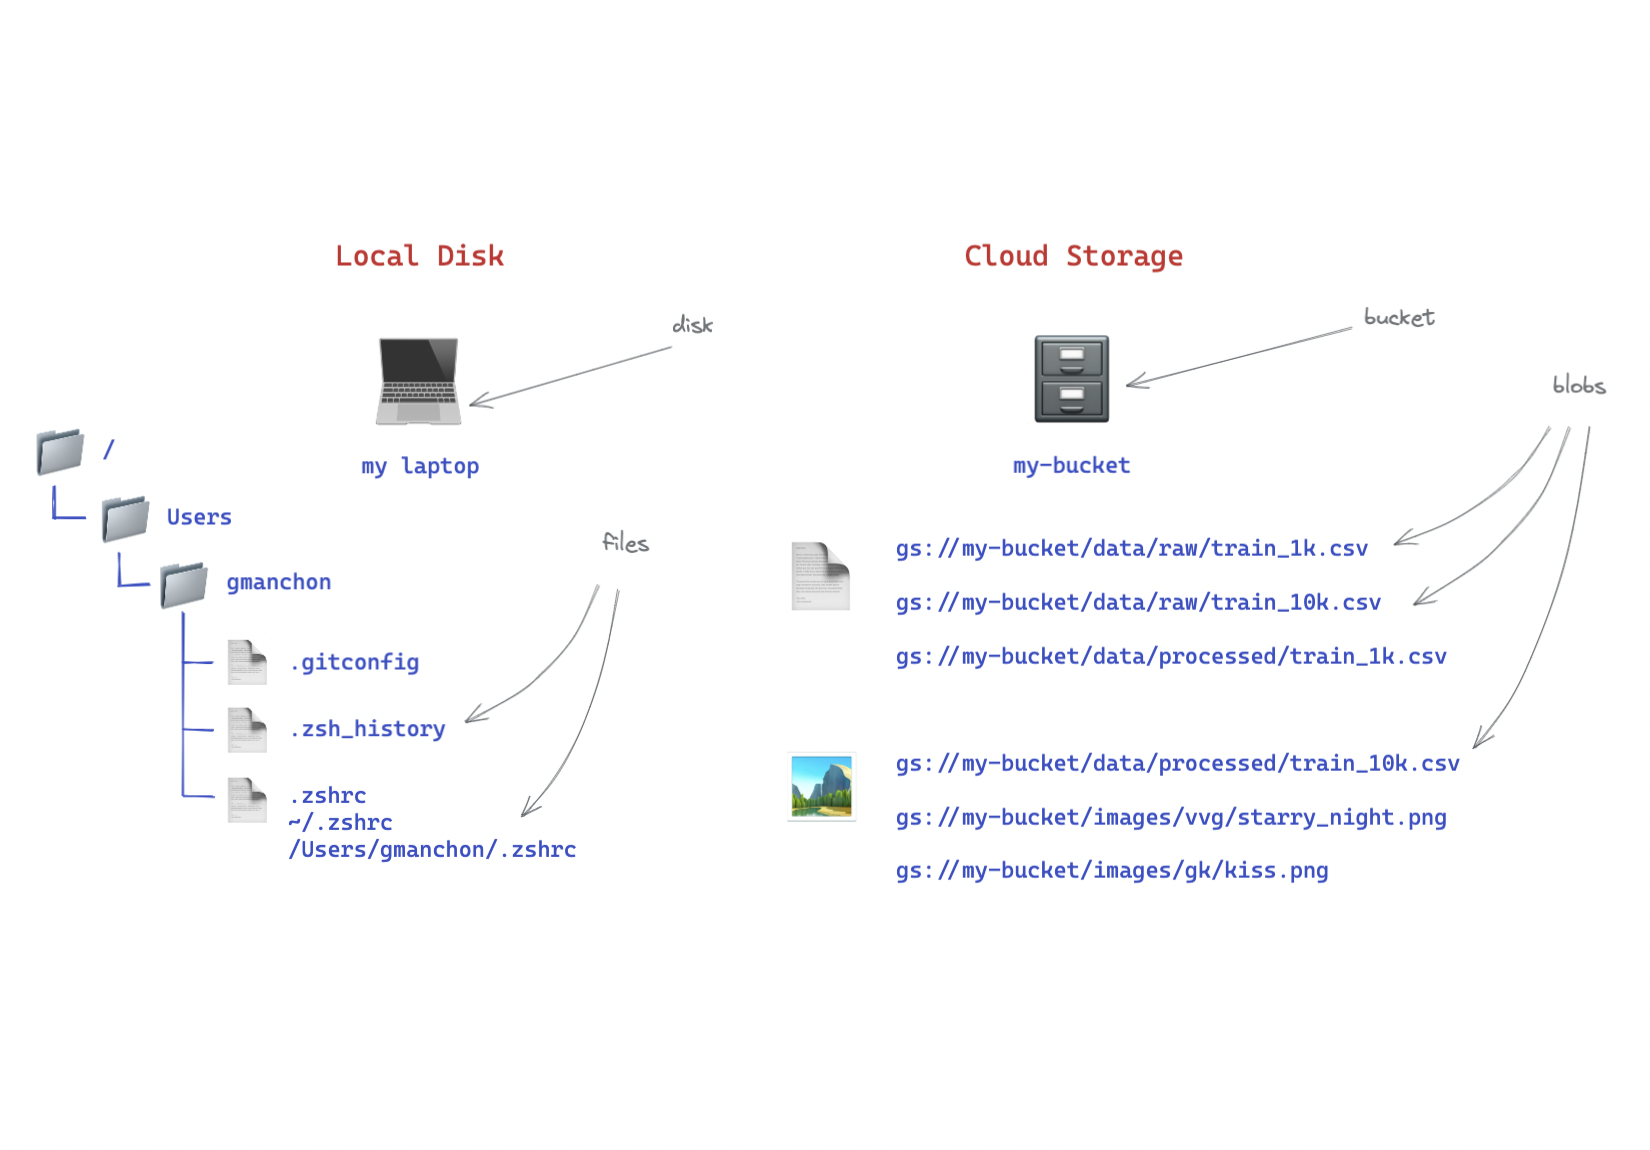 Local Disk
disk
my laptop
/
Users
gmanchon
files
.gitconfig
.zsh_history
.zshrc
~/.zshrc
/Users/gmanchon/.zshrc
Cloud Storage
bucket
my-bucket
blobs
gs://my-bucket/data/raw/train_1k.csv
gs://my-bucket/data/raw/train_10k.csv
gs://my-bucket/data/processed/train_1k.csv
gs://my-bucket/data/processed/train_10k.csv
gs://my-bucket/images/vvg/starry_night.png
gs://my-bucket/images/gk/kiss.png